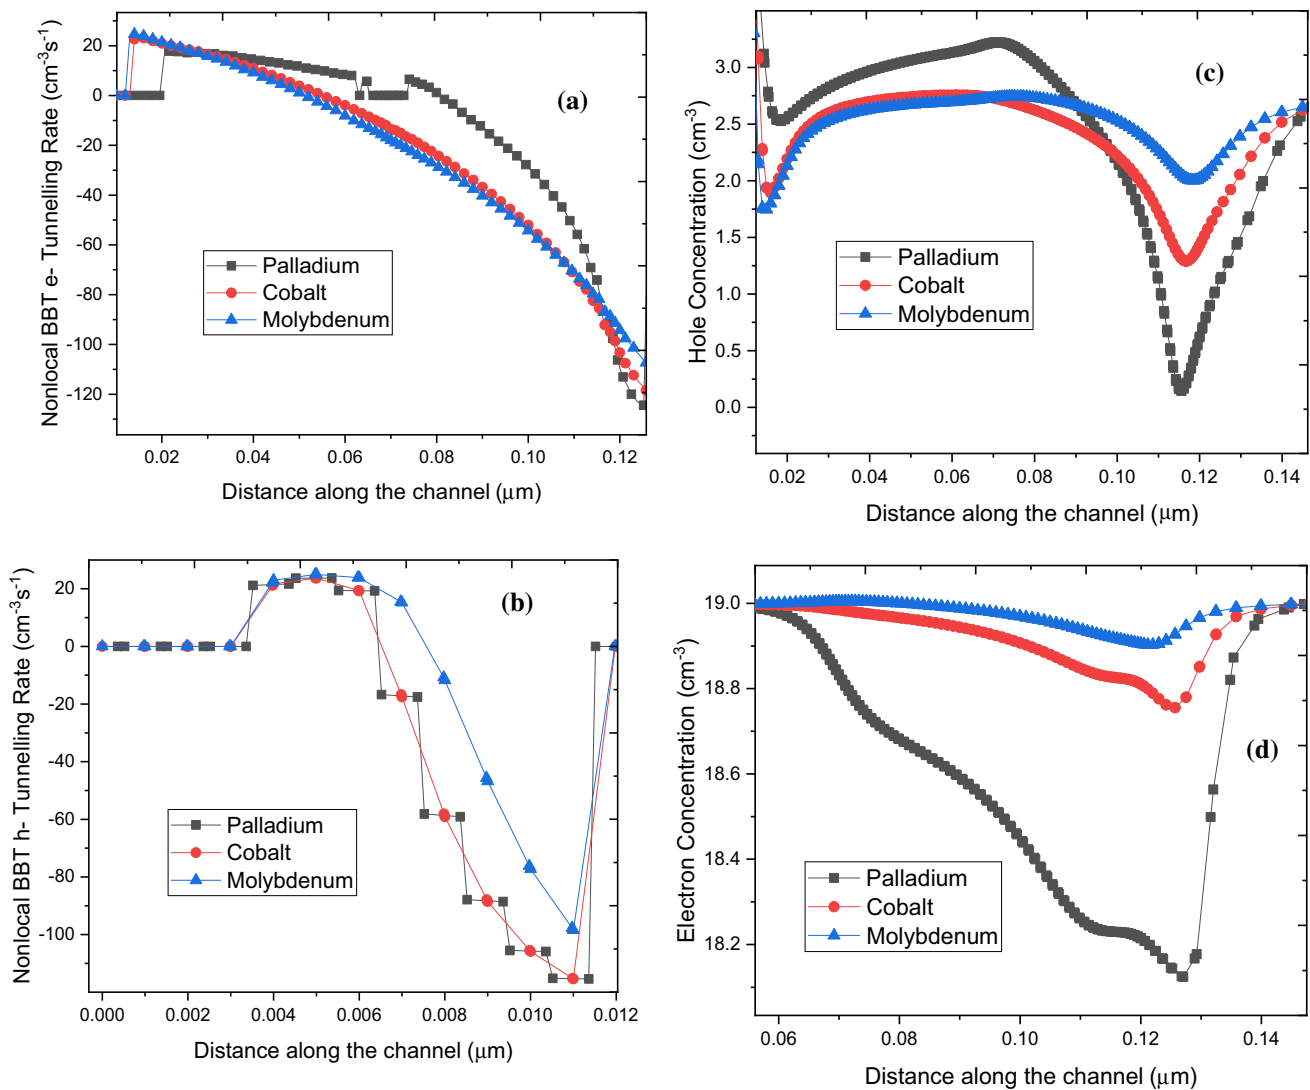 Nonlocal BBT e- Tunnelling Rate (cm⁻³s⁻¹)
20
0
-20
-40
-60
-80
-100
-120
(a)
Palladium
Cobalt
Molybdenum
0.02 0.04 0.06 0.08 0.10 0.12
Distance along the channel (μm)
Hole Concentration (cm⁻³)
3.0
2.5
2.0
1.5
1.0
0.5
0.0
(c)
Palladium
Cobalt
Molybdenum
0.02 0.04 0.06 0.08 0.10 0.12 0.14
Distance along the channel (μm)
Nonlocal BBT h- Tunnelling Rate (cm⁻³s⁻¹)
20
0
-20
-40
-60
-80
-100
(b)
Palladium
Cobalt
Molybdenum
0.000 0.002 0.004 0.006 0.008 0.010 0.012
Distance along the channel (μm)
Electron Concentration (cm⁻³)
19.0
18.8
18.6
18.4
18.2
(d)
Palladium
Cobalt
Molybdenum
0.06 0.08 0.10 0.12 0.14
Distance along the channel (μm)